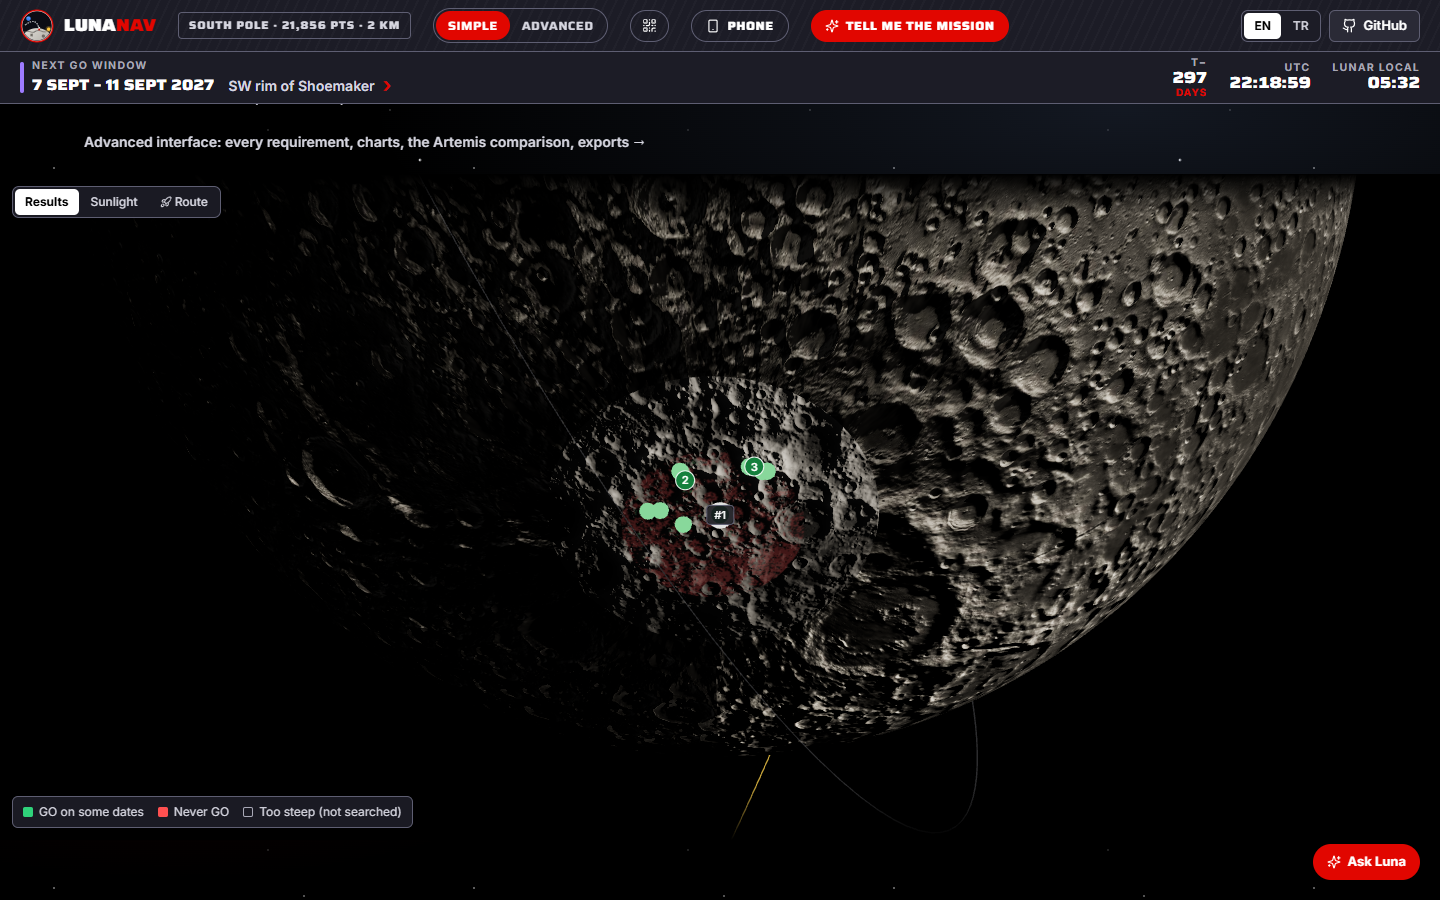 LUNANAV
SOUTH POLE · 21,856 PTS · 2 KM
SIMPLE
ADVANCED
PHONE
TELL ME THE MISSION
EN
TR
GitHub
NEXT GO WINDOW
7 SEPT – 11 SEPT 2027
SW rim of Shoemaker
T−
297
DAYS
UTC
22:18:59
LUNAR LOCAL
05:32
Advanced interface: every requirement, charts, the Artemis comparison, exports →
Results
Sunlight
Route
3
2
#1
GO on some dates
Never GO
Too steep (not searched)
Ask Luna